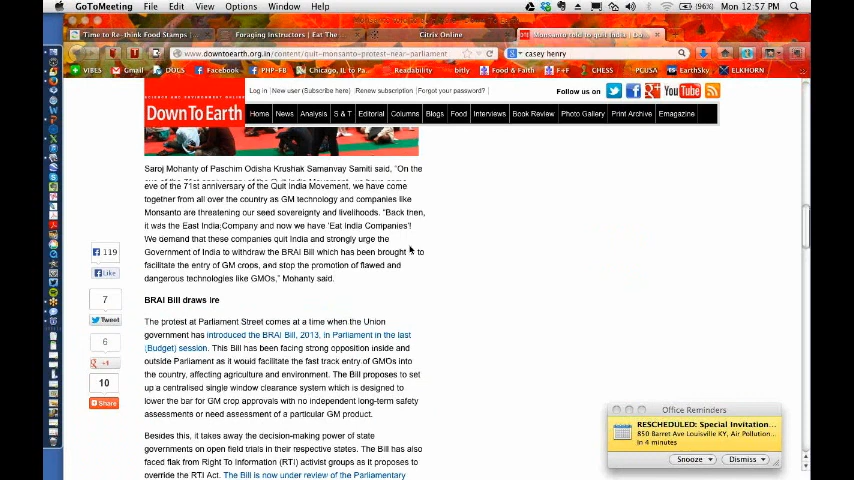 GoToMeeting File Edit View Options Window Help (96%) Mon 12:57 PM
Time to Re-think Food Stamps
Foraging Instructors | Eat The...
Citrix Online
Monsanto told to quit India | Do...
www.downtoearth.org.in/content/quit-monsanto-protest-near-parliament
casey henry
VIBES Gmail DOGS Facebook PHP-FB Chicago, IL to Pa... Readability bitly Food & Faith F+F CHESS PCUSA EarthSky ELKHORN
SCIENCE AND ENVIRONMENT
Down To Earth
Log in | New user (Subscribe here) | Renew subscription | Forgot your password? |
Follow us on
You Tube
Home News Analysis S & T Editorial Columns Blogs Food Interviews Book Review Photo Gallery Print Archive Emagazine
Saroj Mohanty of Paschim Odisha Krushak Samanvay Samiti said, "On the
eve of the 71st anniversary of the Quit India Movement, we have come
together from all over the country as GM technology and companies like
Monsanto are threatening our seed sovereignty and livelihoods. "Back then,
it was the East India Company and now we have 'Eat India Companies'!
We demand that these companies quit India and strongly urge the
Government of India to withdraw the BRAI Bill which has been brought to
facilitate the entry of GM crops, and stop the promotion of flawed and
dangerous technologies like GMOs," Mohanty said.
BRAI Bill draws ire
The protest at Parliament Street comes at a time when the Union
government has introduced the BRAI Bill, 2013, in Parliament in the last
(Budget) session. This Bill has been facing strong opposition inside and
outside Parliament as it would facilitate the fast track entry of GMOs into
the country, affecting agriculture and environment. The Bill proposes to set
up a centralised single window clearance system which is designed to
lower the bar for GM crop approvals with no independent long-term safety
assessments or need assessment of a particular GM product.
Besides this, it takes away the decision-making power of state
governments on open field trials in their respective states. The Bill has also
faced flak from Right To Information (RTI) activist groups as it proposes to
override the RTI Act. The Bill is now under review of the Parliamentary
119
Like
7
Tweet
6
+1
10
Share
Office Reminders
RESCHEDULED: Special Invitation...
850 Barret Ave Louisville KY, Air Pollution...
In 4 minutes
Snooze
Dismiss